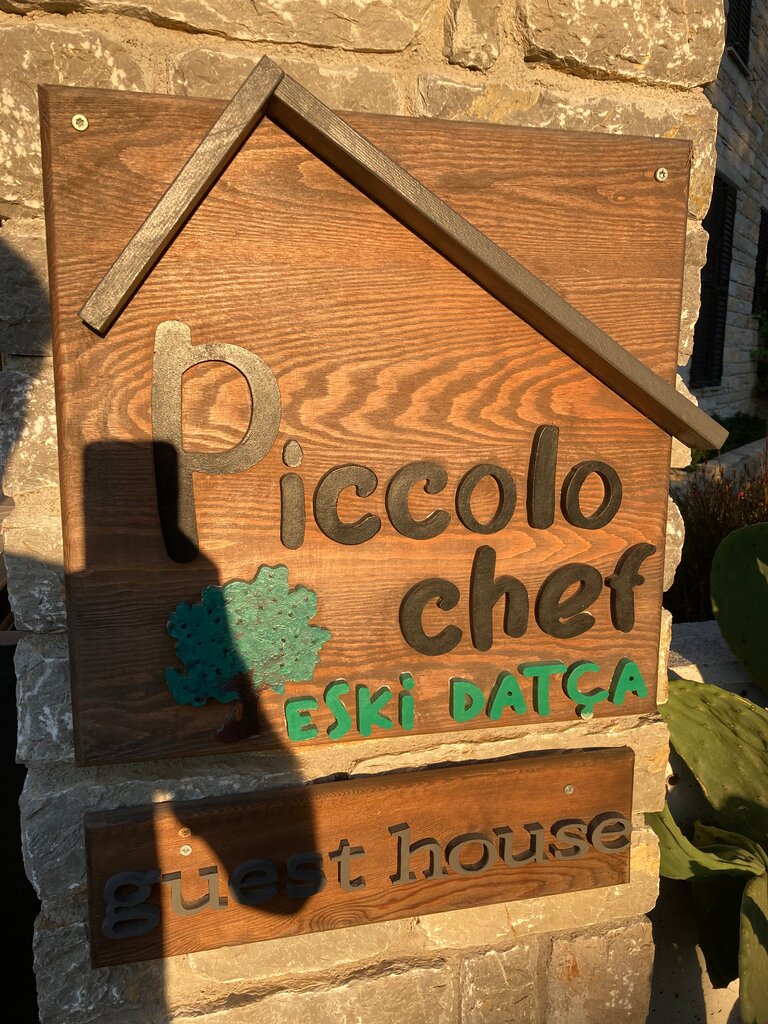 Piccolo
chef
ESKİ DATÇA
guest house